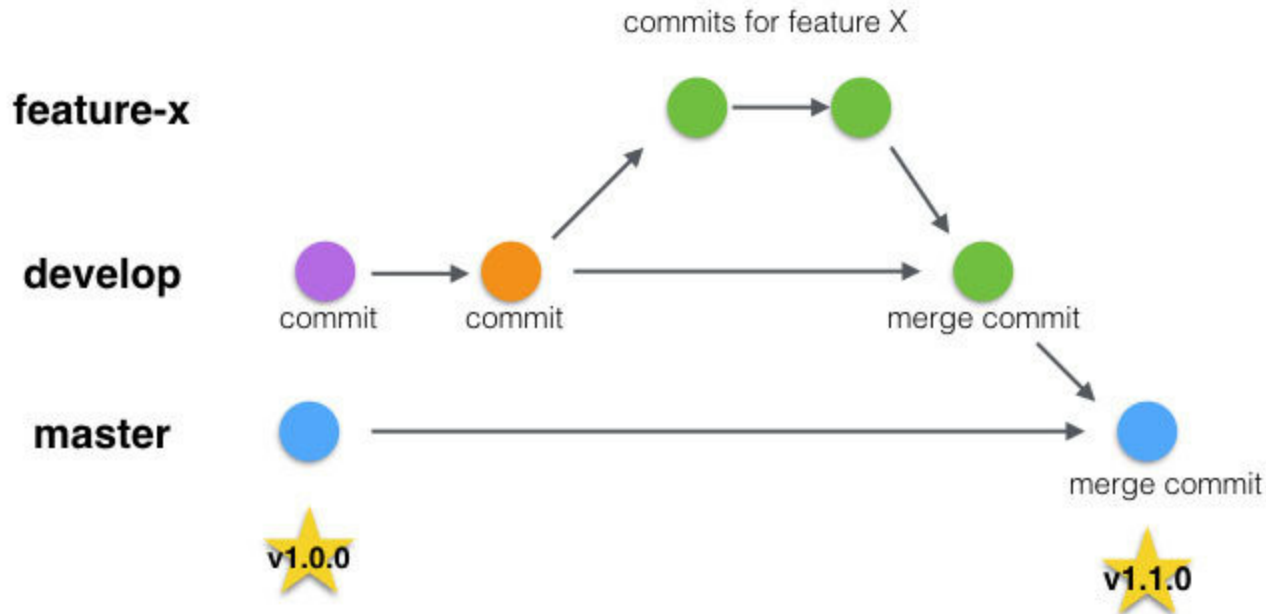 commits for feature X
feature-x
develop
commit
commit
merge commit
master
merge commit
v1.0.0
v1.1.0